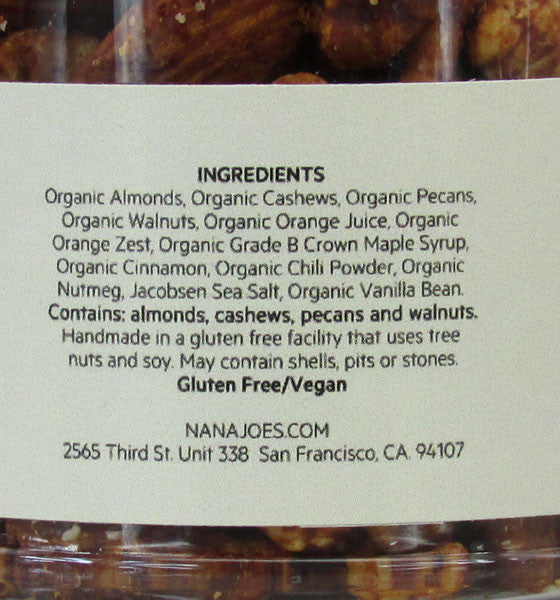 INGREDIENTS
Organic Almonds, Organic Cashews, Organic Pecans,
Organic Walnuts, Organic Orange Juice, Organic
Orange Zest, Organic Grade B Crown Maple Syrup,
Organic Cinnamon, Organic Chili Powder, Organic
Nutmeg, Jacobsen Sea Salt, Organic Vanilla Bean.
Contains: almonds, cashews, pecans and walnuts.
Handmade in a gluten free facility that uses tree
nuts and soy. May contain shells, pits or stones.
Gluten Free/Vegan
NANAJOES.COM
2565 Third St. Unit 338 San Francisco, CA. 94107